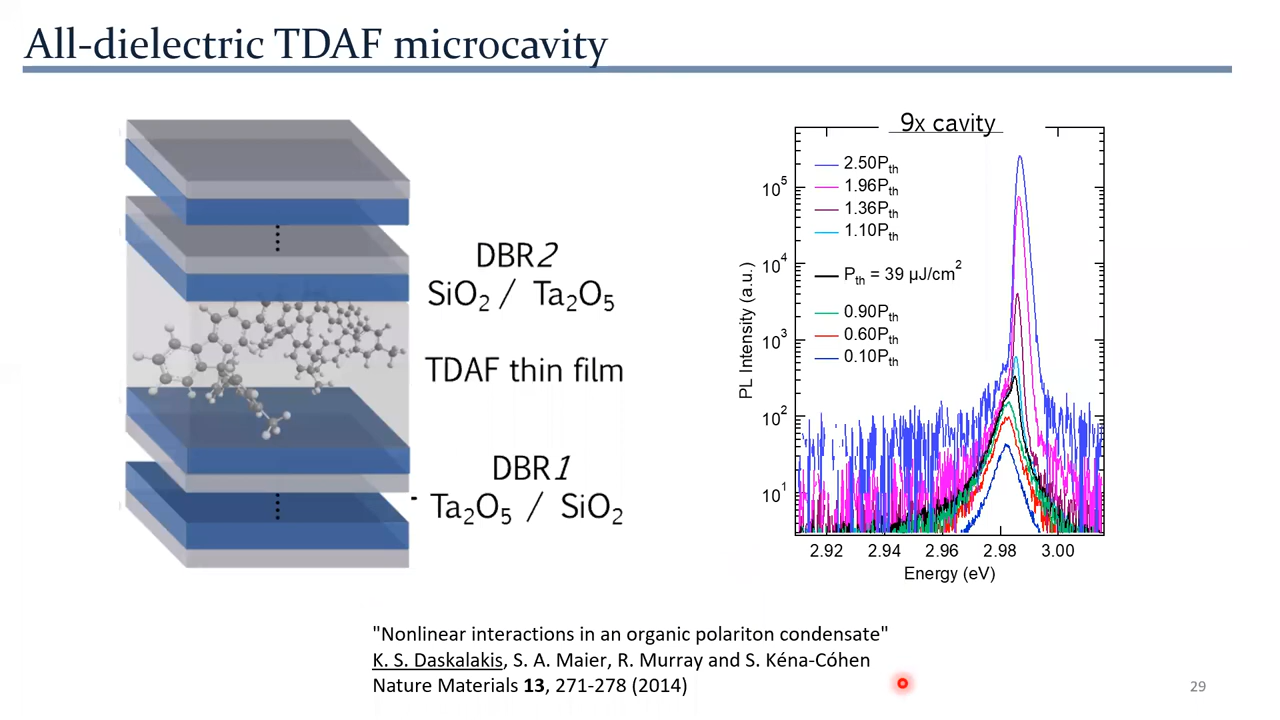 All-dielectric TDAF microcavity
DBR2
SiO₂ / Ta₂O₅
TDAF thin film
DBR1
Ta₂O₅ / SiO₂
9x cavity
2.50Pₜₕ
1.96Pₜₕ
1.36Pₜₕ
1.10Pₜₕ
Pₜₕ = 39 µJ/cm²
0.90Pₜₕ
0.60Pₜₕ
0.10Pₜₕ
PL Intensity (a.u.)
10⁵
10⁴
10³
10²
10¹
2.92 2.94 2.96 2.98 3.00
Energy (eV)
"Nonlinear interactions in an organic polariton condensate"
K. S. Daskalakis, S. A. Maier, R. Murray and S. Kéna-Cóhen
Nature Materials 13, 271-278 (2014)
29